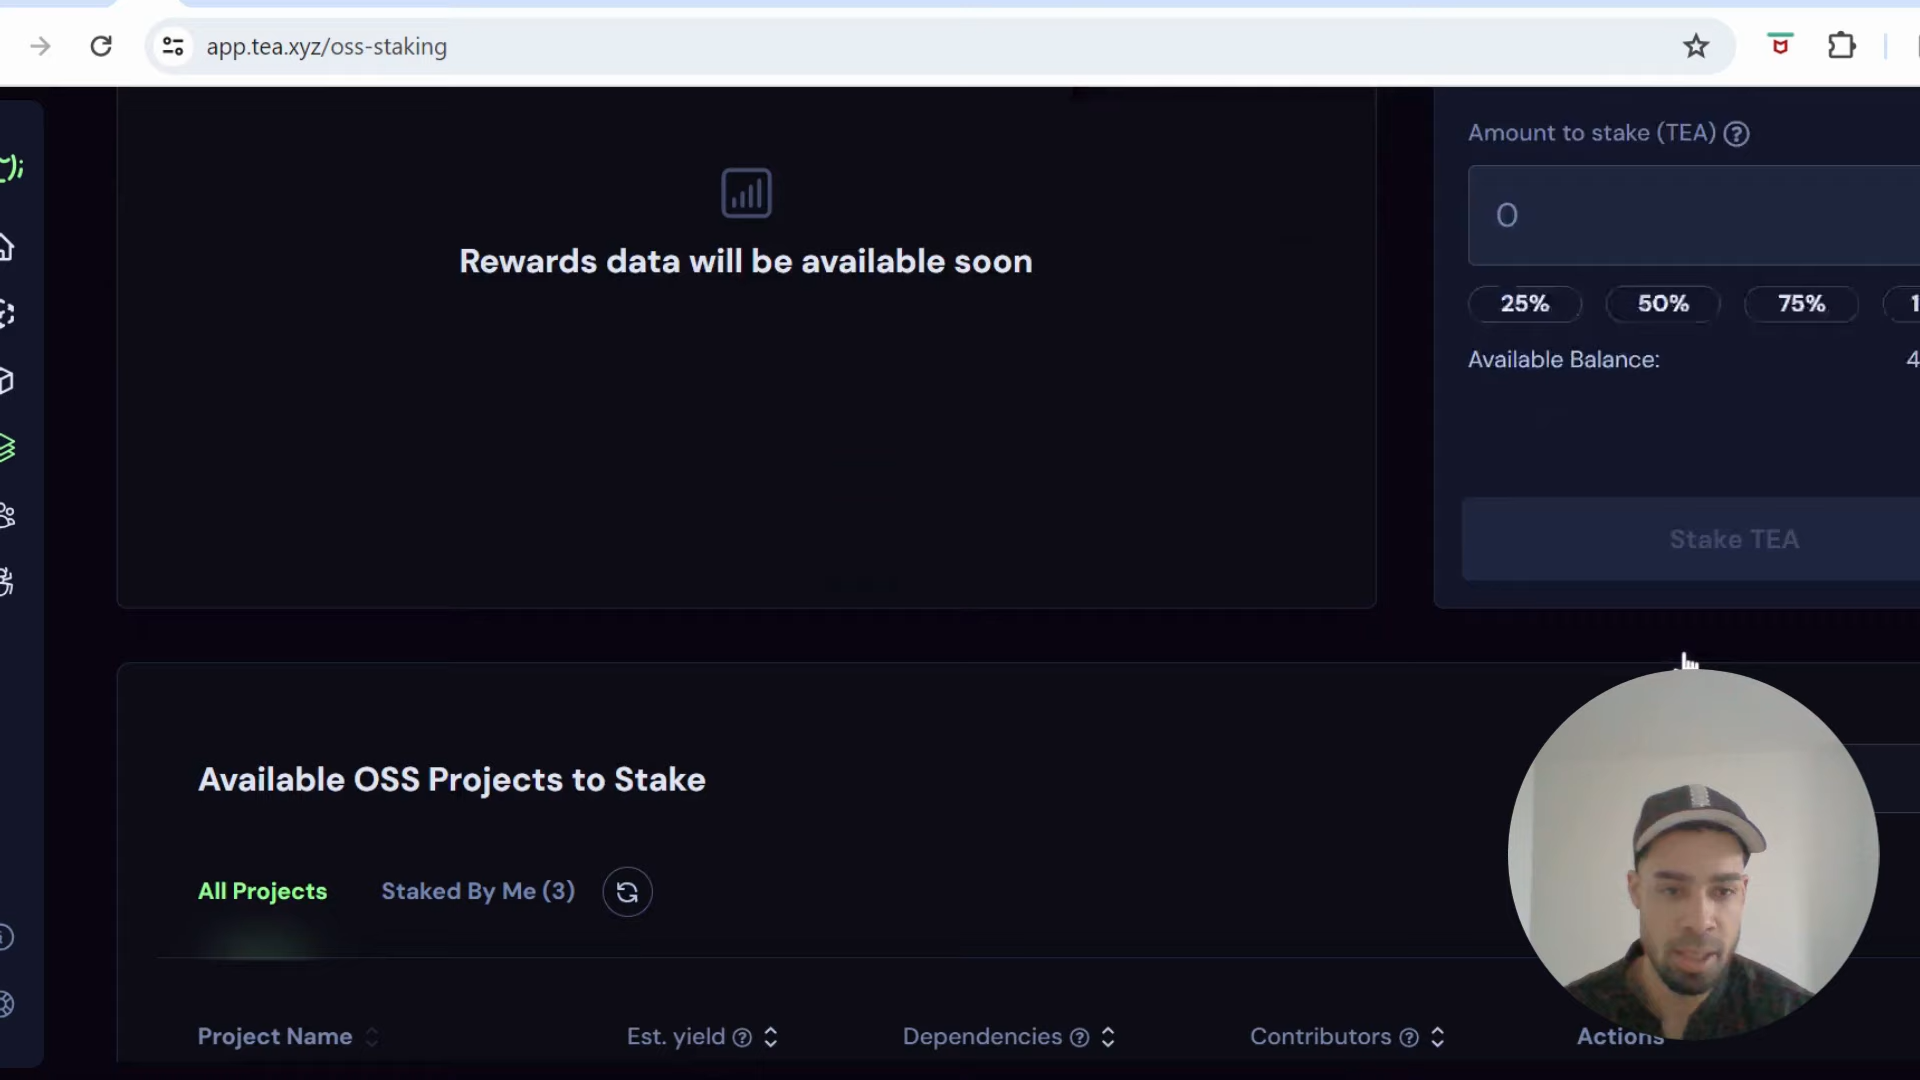 app.tea.xyz/oss-staking
Amount to stake (TEA)
0
Rewards data will be available soon
25% 50% 75%
Available Balance:
Stake TEA
Available OSS Projects to Stake
All Projects Staked By Me (3)
Project Name Est. yield Dependencies Contributors Actions